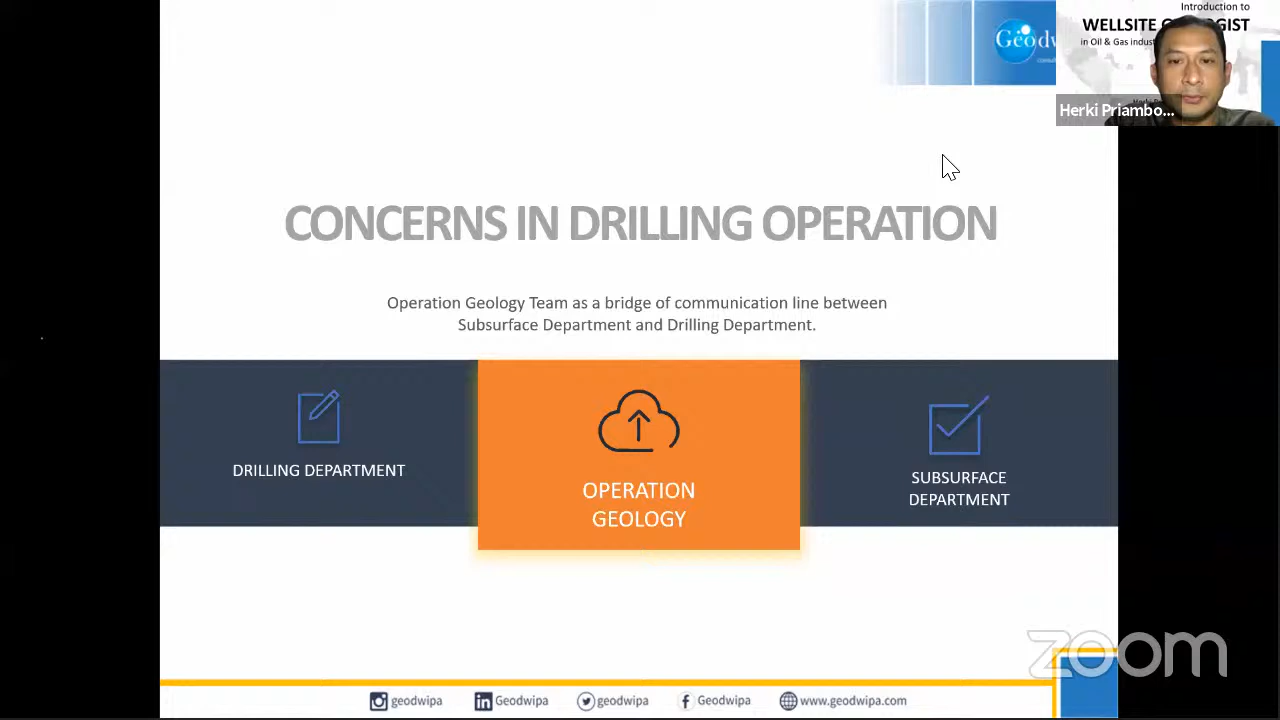 Introduction to
WELLSITE
in Oil & Gas
Herki Priambo...
CONCERNS IN DRILLING OPERATION
Operation Geology Team as a bridge of communication line between
Subsurface Department and Drilling Department.
DRILLING DEPARTMENT
OPERATION
GEOLOGY
SUBSURFACE
DEPARTMENT
zoom
geodwipa Geodwipa geodwipa Geodwipa www.geodwipa.com